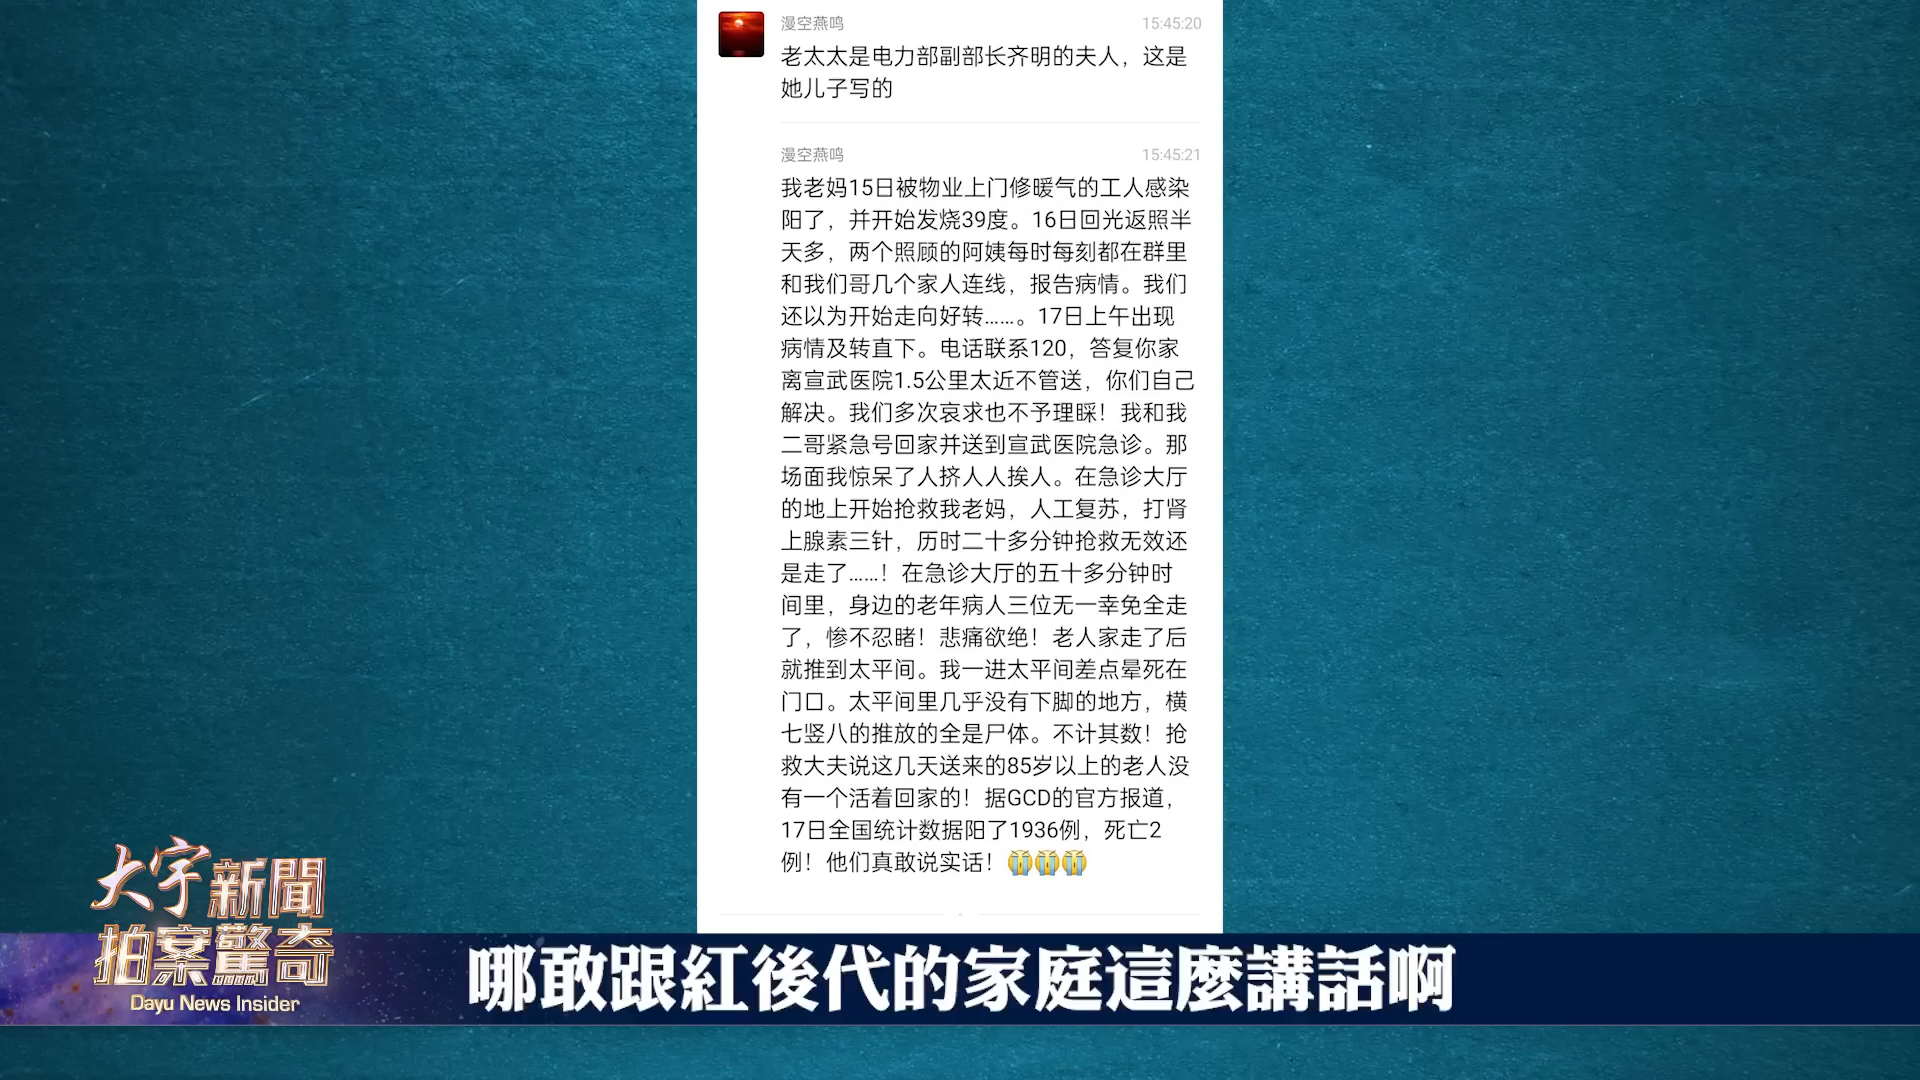 漫空燕鸣
15:45:20
老太太是电力部副部长齐明的夫人，这是
她儿子写的
漫空燕鸣
15:45:21
我老妈15日被物业上门修暖气的工人感染
阳了，并开始发烧39度。16日回光返照半
天多，两个照顾的阿姨每时每刻都在群里
和我们哥几个家人连线，报告病情。我们
还以为开始走向好转……。17日上午出现
病情及转直下。电话联系120，答复你家
离宣武医院1.5公里太近不管送，你们自己
解决。我们多次哀求也不予理睬！我和我
二哥紧急号回家并送到宣武医院急诊。那
场面我惊呆了人挤人人挨人。在急诊大厅
的地上开始抢救我老妈，人工复苏，打肾
上腺素三针，历时二十多分钟抢救无效还
是走了……！在急诊大厅的五十多分钟时
间里，身边的老年病人三位无一幸免全走
了，惨不忍睹！悲痛欲绝！老人家走了后
就推到太平间。我一进太平间差点晕死在
门口。太平间里几乎没有下脚的地方，横
七竖八的推放的全是尸体。不计其数！抢
救大夫说这几天送来的85岁以上的老人没
有一个活着回家的！据GCD的官方报道，
17日全国统计数据阳了1936例，死亡2
例！他们真敢说实话！😭😭😭
大宇新聞
拍案驚奇
Dayu News Insider
哪敢跟紅後代的家庭這麼講話啊